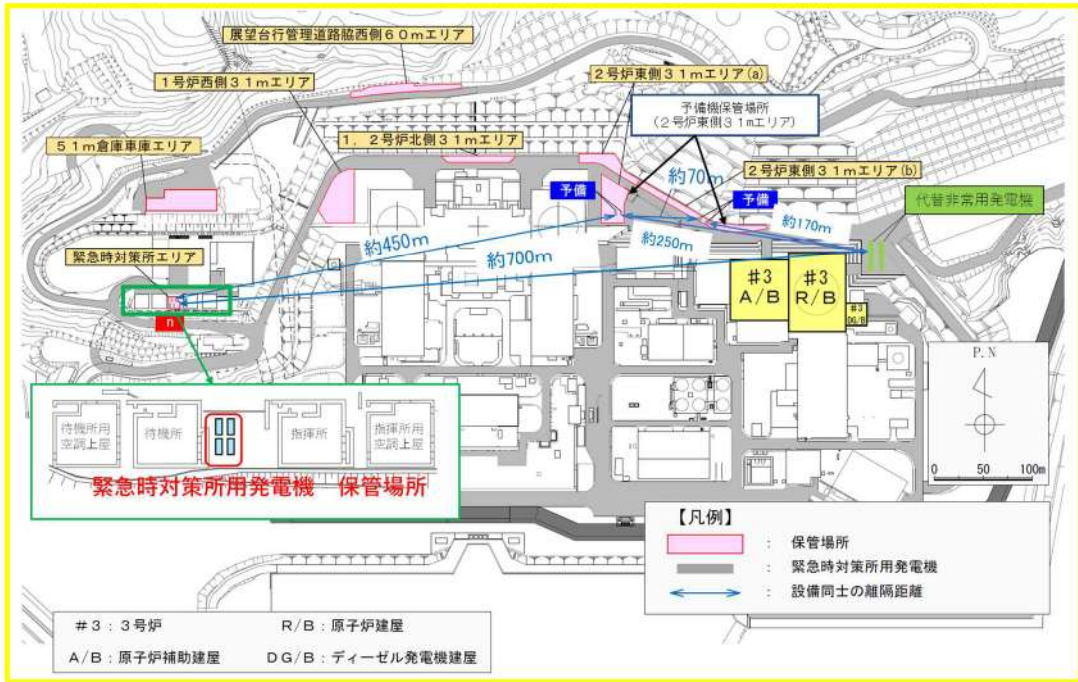 展望台行管理道路脇西側６０ｍエリア
１号炉西側３１ｍエリア
２号炉東側３１ｍエリア(a)
予備機保管場所
(２号炉東側３１mエリア)
５１ｍ倉庫車庫エリア
１，２号炉北側３１ｍエリア
約70m
２号炉東側３１ｍエリア(b)
予備
予備
代替非常用発電機
約170m
約450m
約250m
緊急時対策所エリア
約700m
＃３
A/B
＃３
R/B
＃３
DG/B
n
P.N
0 50 100m
待機所用
空調上屋
待機所
指揮所
指揮所用
空調上屋
緊急時対策所用発電機　保管場所
【凡例】
： 保管場所
： 緊急時対策所用発電機
： 設備同士の離隔距離
＃３：３号炉
Ｒ/Ｂ：原子炉建屋
Ａ/Ｂ：原子炉補助建屋
ＤＧ/Ｂ：ディーゼル発電機建屋